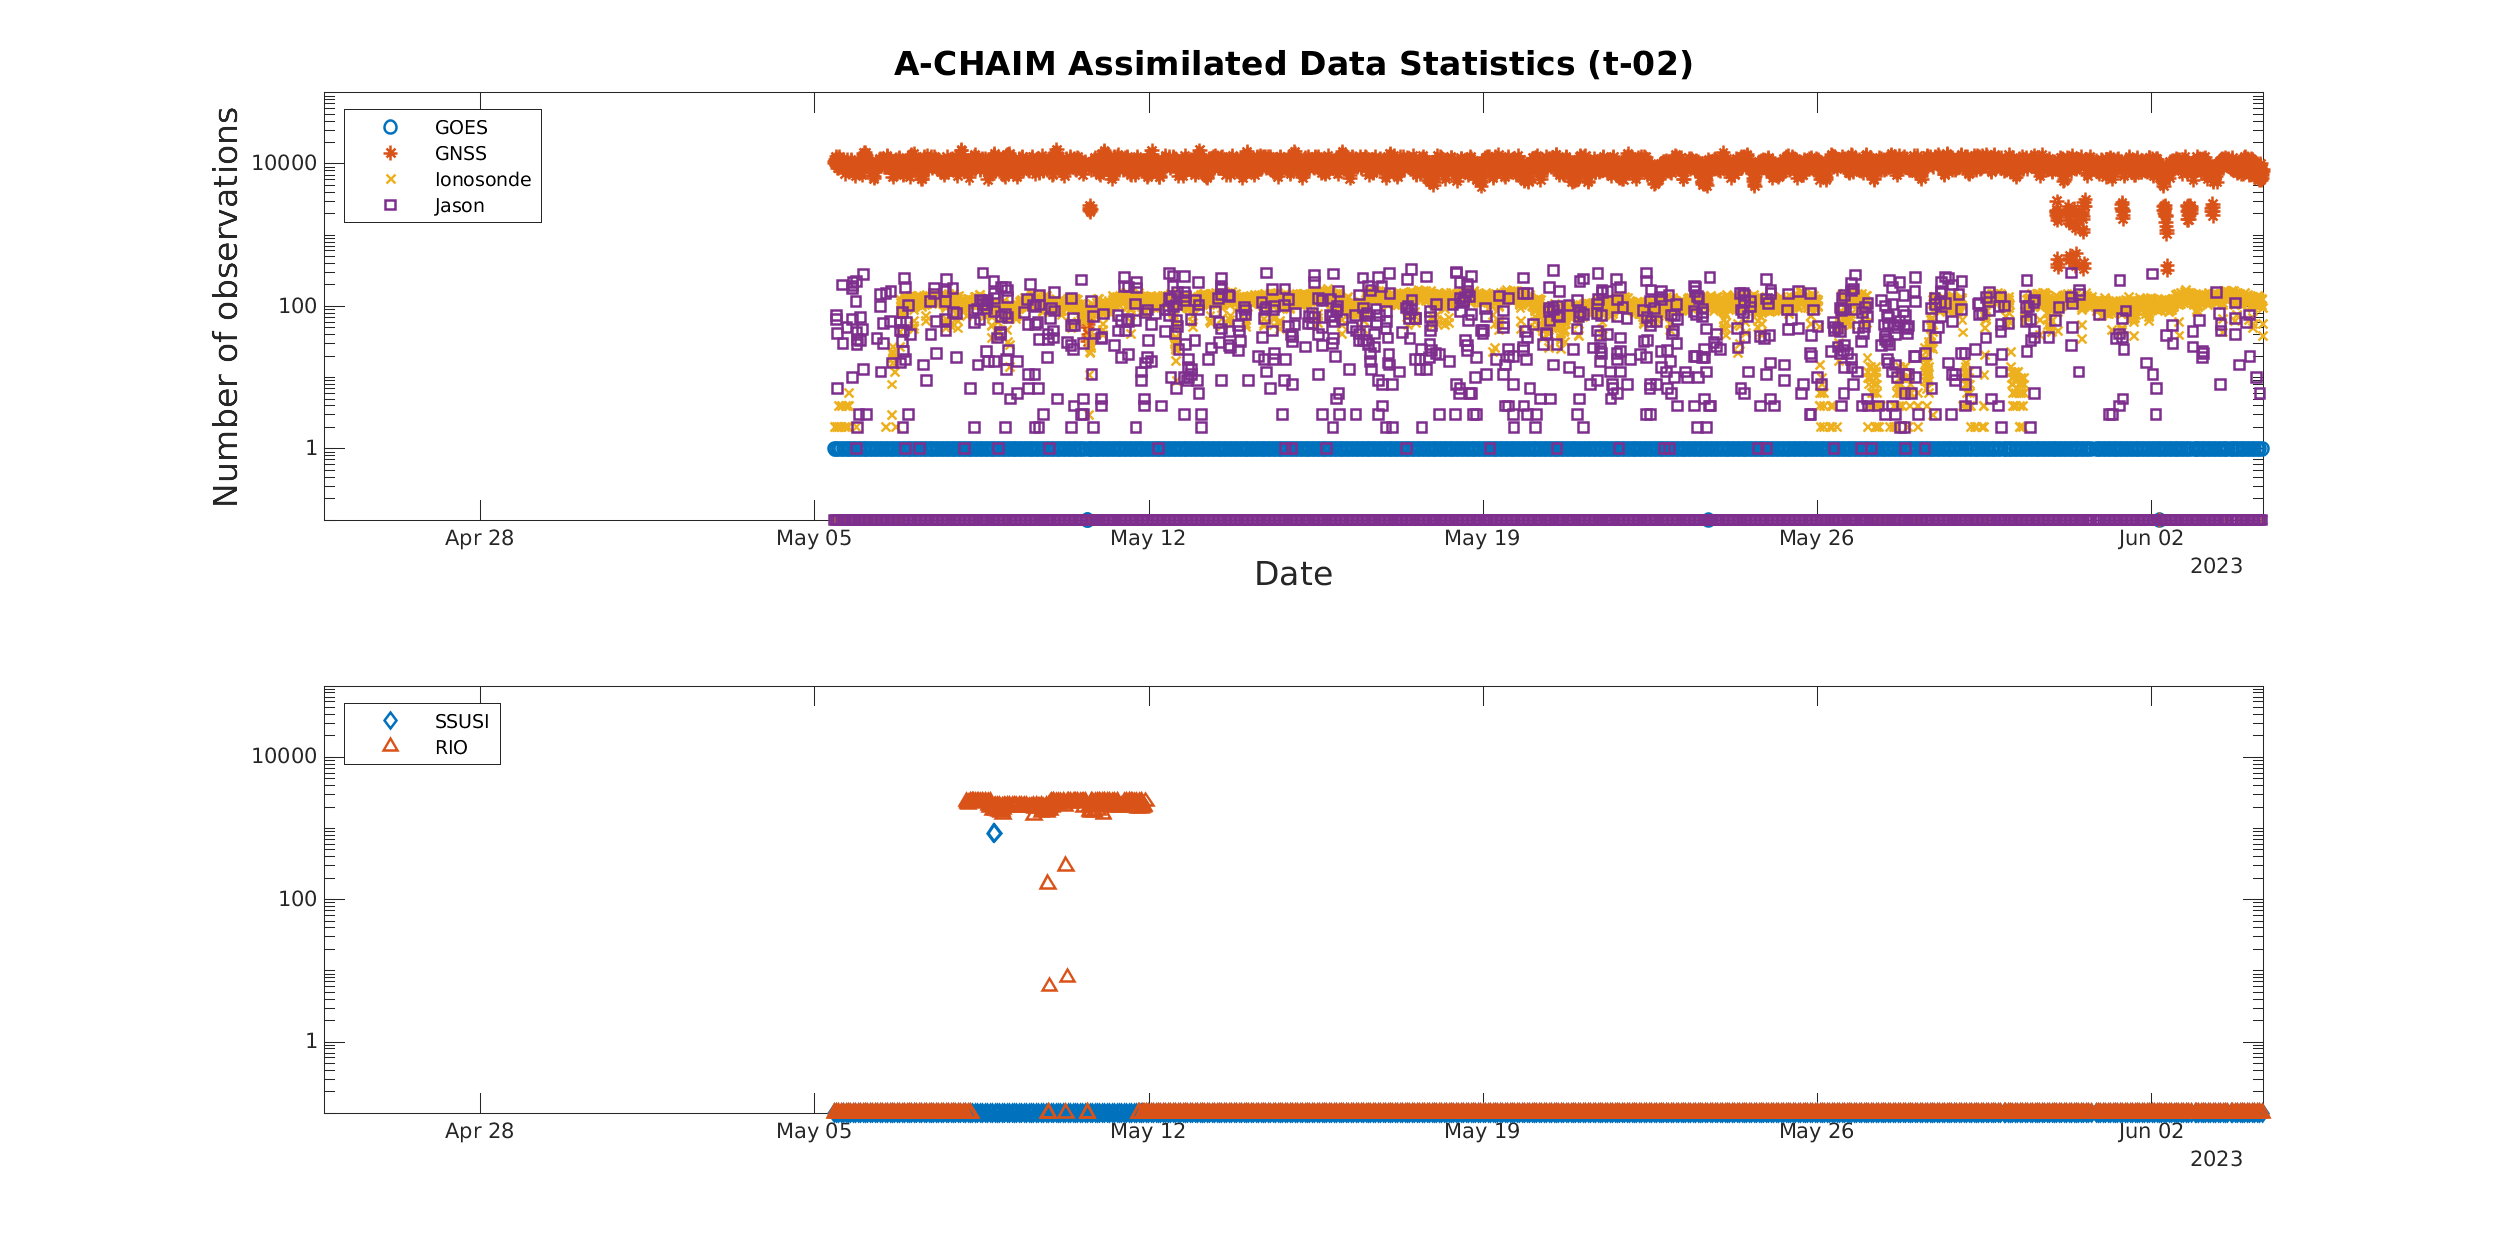 A-CHAIM Assimilated Data Statistics (t-02)
Number of observations
10000
100
1
GOES
GNSS
Ionosonde
Jason
Apr 28
May 05
May 12
May 19
May 26
Jun 02
2023
Date
10000
100
1
SSUSI
RIO
Apr 28
May 05
May 12
May 19
May 26
Jun 02
2023